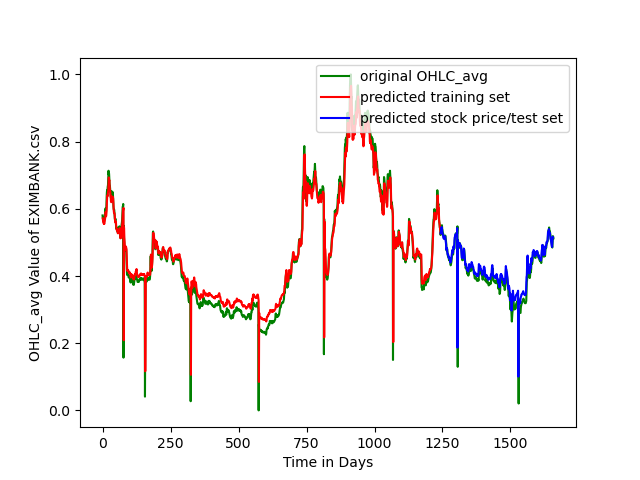 original OHLC_avg
predicted training set
predicted stock price/test set
1.0
0.8
0.6
0.4
0.2
0.0
OHLC_avg Value of EXIMBANK.csv
0 250 500 750 1000 1250 1500
Time in Days